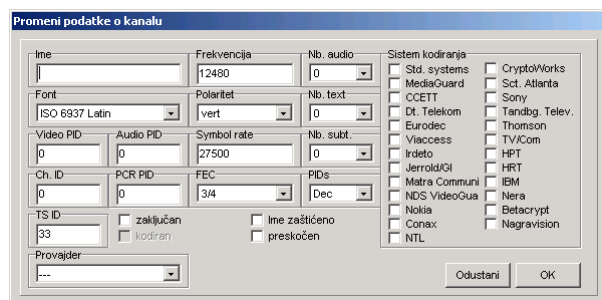 Promeni podatke o kanalu
Ime
Frekvencija
12480
Nb. audio
0
Font
ISO 6937 Latin
Polaritet
vert
Nb. text
0
Video PID
0
Audio PID
0
Symbol rate
27500
Nb. subt.
0
Ch. ID
0
PCR PID
0
FEC
3/4
PIDs
Dec
TS ID
33
zaključan
kodiran
Ime zaštićeno
preskočen
Provajder
---
Sistem kodiranja
Std. systems
MediaGuard
CCETT
Dt. Telekom
Eurodec
Viaccess
Irdeto
Jerrold/GI
Matra Communi
NDS VideoGua
Nokia
Conax
NTL
CryptoWorks
Sct. Atlanta
Sony
Tandbg. Telev.
Thomson
TV/Com
HPT
HRT
IBM
Nera
Betacrypt
Nagravision
Odustani
OK